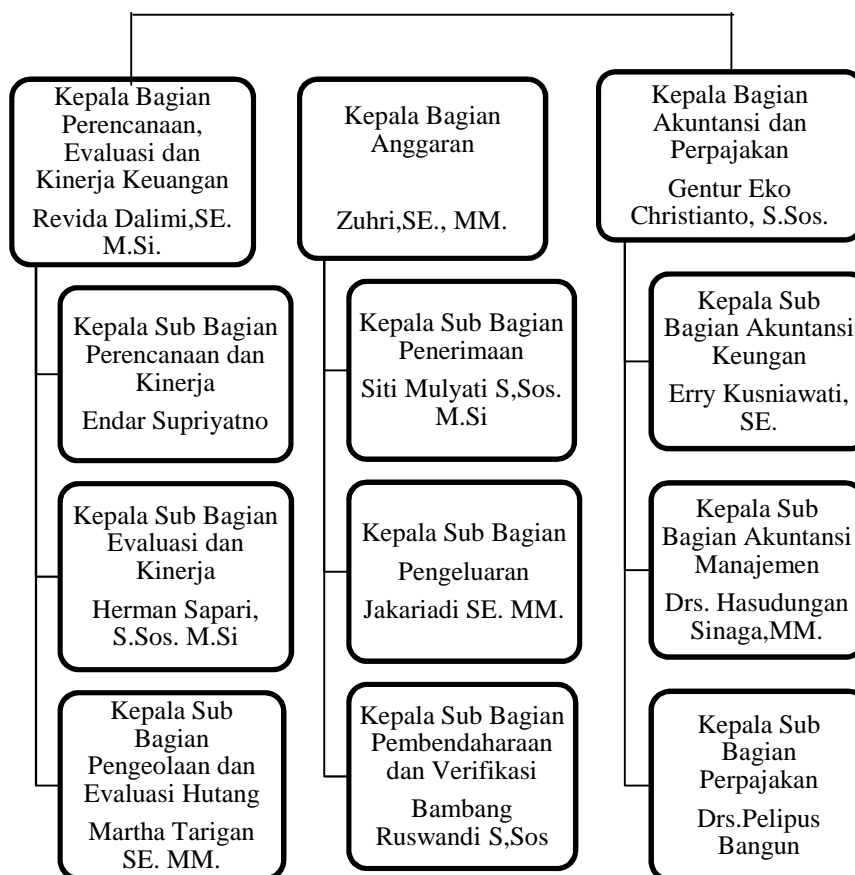 Kepala Bagian
Perencanaan,
Evaluasi dan
Kinerja Keuangan
Revida Dalimi,SE.
M.Si.
Kepala Sub Bagian
Perencanaan dan
Kinerja
Endar Supriyatno
Kepala Sub Bagian
Evaluasi dan
Kinerja
Herman Sapari,
S.Sos. M.Si
Kepala Sub
Bagian
Pengeolaan dan
Evaluasi Hutang
Martha Tarigan
SE. MM.
Kepala Bagian
Anggaran
Zuhri,SE., MM.
Kepala Sub Bagian
Penerimaan
Siti Mulyati S,Sos.
M.Si
Kepala Sub Bagian
Pengeluaran
Jakariadi SE. MM.
Kepala Sub Bagian
Pembendaharaan
dan Verifikasi
Bambang
Ruswandi S,Sos
Kepala Bagian
Akuntansi dan
Perpajakan
Gentur Eko
Christianto, S.Sos.
Kepala Sub
Bagian Akuntansi
Keungan
Erry Kusniawati,
SE.
Kepala Sub
Bagian Akuntansi
Manajemen
Drs. Hasudungan
Sinaga,MM.
Kepala Sub
Bagian
Perpajakan
Drs.Pelipus
Bangun